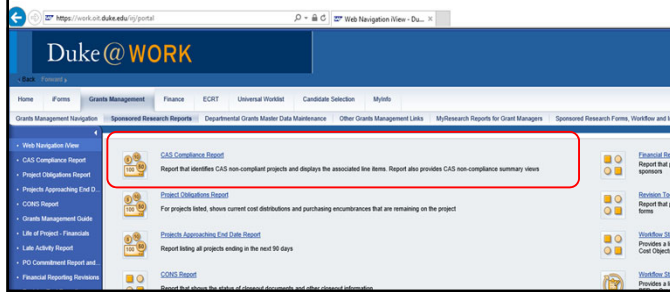 https://work.oit.duke.edu/irj/portal
Web Navigation iView - Du...
Duke@WORK
Back Forward
Home iForms Grants Management Finance ECRT Universal Worklist Candidate Selection MyInfo
Grants Management Navigation Sponsored Research Reports Departmental Grants Master Data Maintenance Other Grants Management Links MyResearch Reports for Grant Managers Sponsored Research Forms, Workflow and
Web Navigation iView
CAS Compliance Report
Project Obligations Report
Projects Approaching End D...
CONS Report
Grants Management Guide
Life of Project - Financials
Late Activity Report
PO Commitment Report and...
Financial Reporting Revisions
CAS Compliance Report
Report that identifies CAS non-compliant projects and displays the associated line items. Report also provides CAS non-compliance summary views
Project Obligations Report
For projects listed, shows current cost distributions and purchasing encumbrances that are remaining on the project
Projects Approaching End Date Report
Report listing all projects ending in the next 90 days
CONS Report
Report that shows the status of closeout documents and other closeout information
Financial Re
Report that
sponsors
Revision To
Report that
forms
Workflow St
Provides a li
Cost Object
Workflow St
Provides a